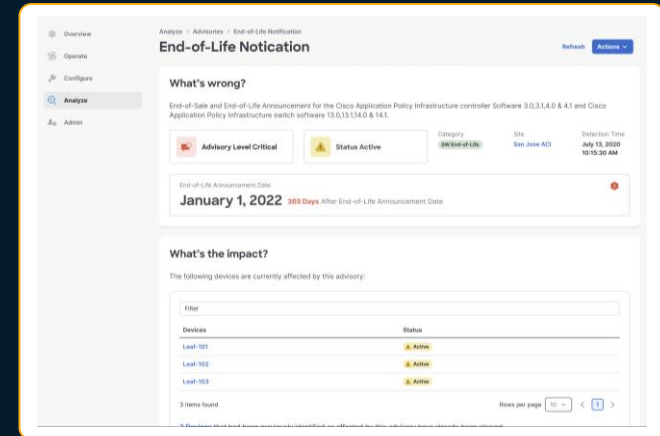 Overview
Operate
Configure
Analyze
Admin
Analyze > Advisories > End-of-Life Notification
End-of-Life Notication
Refresh
Actions
What's wrong?
End-of-Sale and End-of-Life Announcement for the Cisco Application Policy Infrastructure controller Software 3.0,3.1,4.0 & 4.1 and Cisco
Application Policy Infrastructure switch software 13.0,13.1,14.0 & 14.1.
Advisory Level Critical
Status Active
Category
SW End-of-Life
Site
San Jose ACI
Detection Time
July 13, 2020
10:15:30 AM
End-of-Life Announcement Date
January 1, 2022 365 Days After End-of-Life Announcement Date
What's the impact?
The following devices are currently affected by this advisory:
Filter
Devices Status
Leaf-101 Active
Leaf-102 Active
Leaf-103 Active
3 items found
Rows per page 10 < 1 >